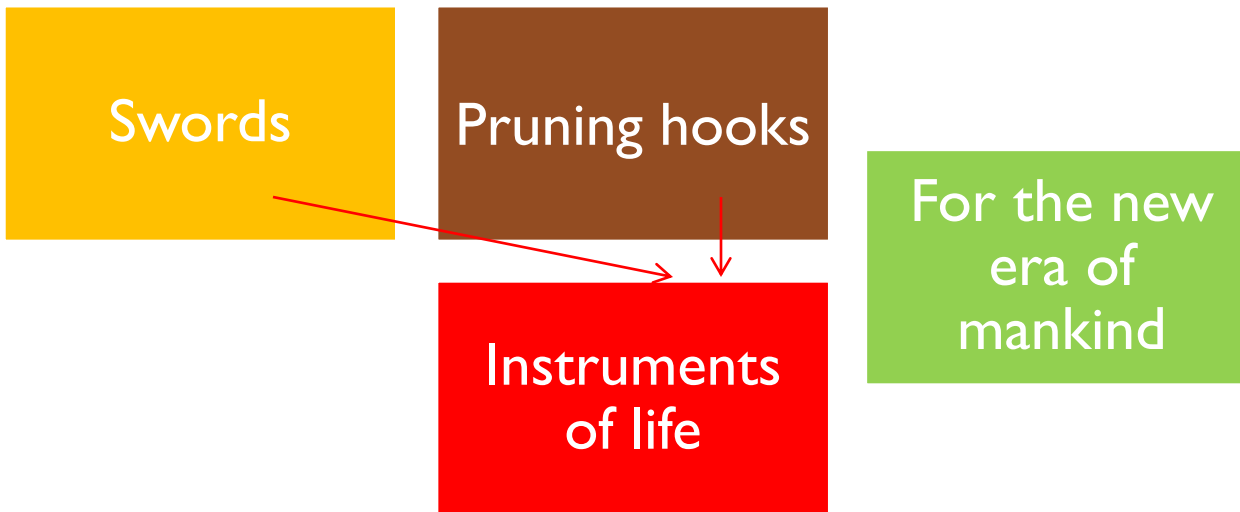 Swords
Pruning hooks
For the new
era of
mankind
Instruments
of life